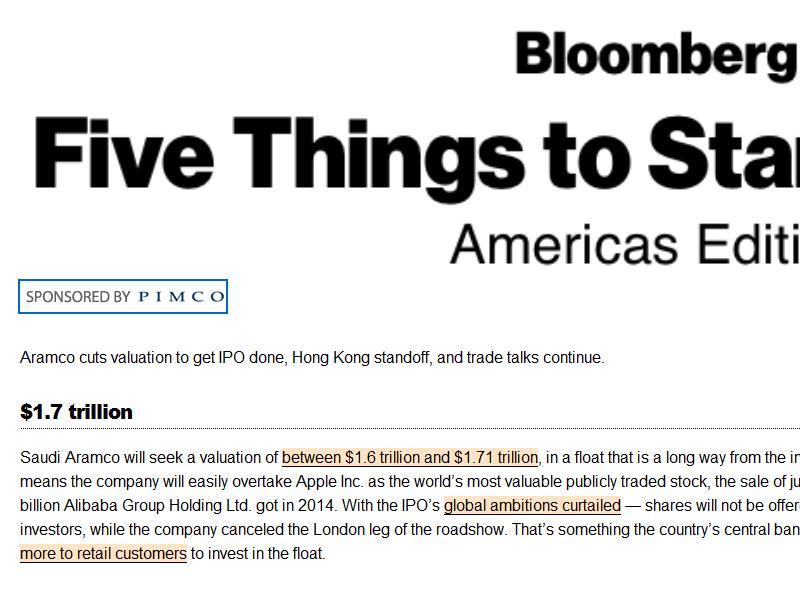 Bloomberg
Five Things to Star
Americas Editi
SPONSORED BY PIMCO
Aramco cuts valuation to get IPO done, Hong Kong standoff, and trade talks continue.
$1.7 trillion
Saudi Aramco will seek a valuation of between $1.6 trillion and $1.71 trillion, in a float that is a long way from the in
means the company will easily overtake Apple Inc. as the world’s most valuable publicly traded stock, the sale of ju
billion Alibaba Group Holding Ltd. got in 2014. With the IPO’s global ambitions curtailed — shares will not be offer
investors, while the company canceled the London leg of the roadshow. That’s something the country’s central ban
more to retail customers to invest in the float.